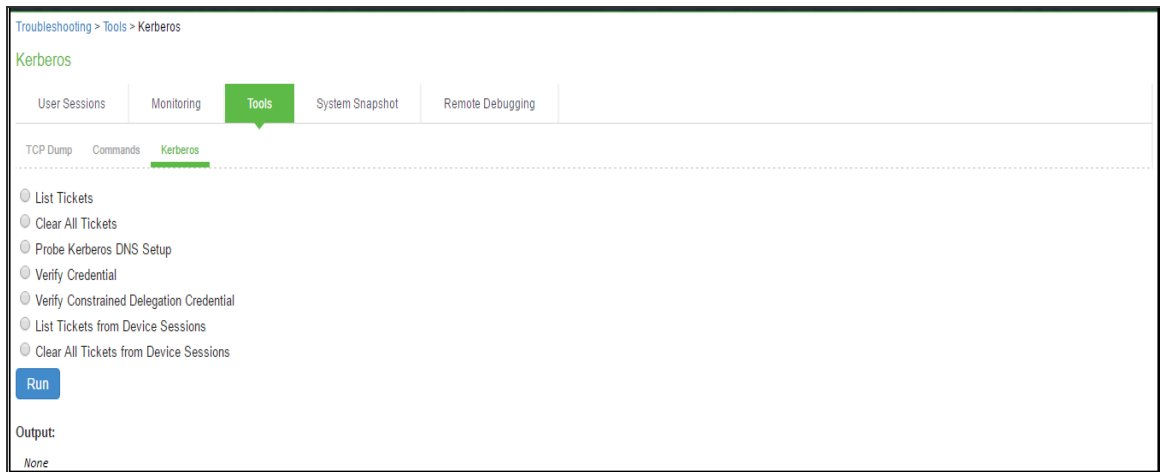 Troubleshooting > Tools > Kerberos
Kerberos
User Sessions Monitoring Tools System Snapshot Remote Debugging
TCP Dump Commands Kerberos
List Tickets
Clear All Tickets
Probe Kerberos DNS Setup
Verify Credential
Verify Constrained Delegation Credential
List Tickets from Device Sessions
Clear All Tickets from Device Sessions
Run
Output:
None